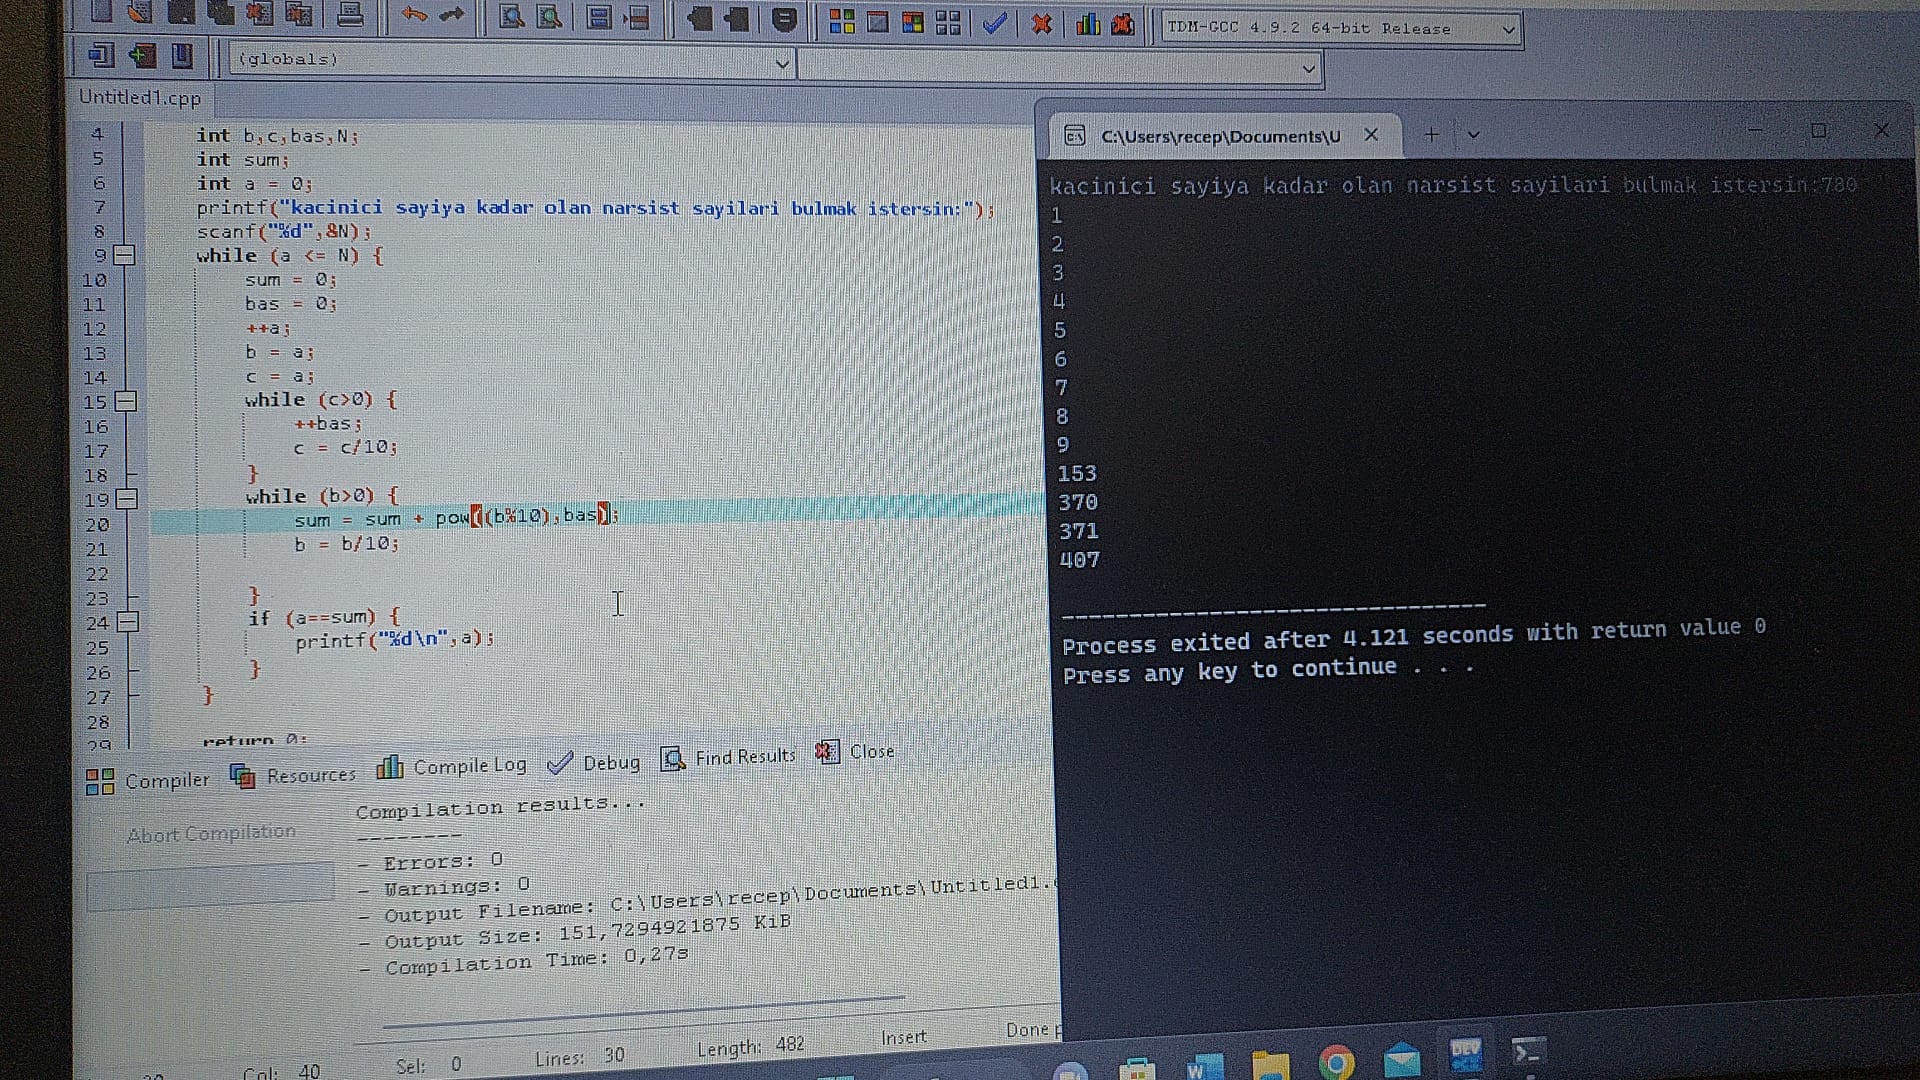 TDM-GCC 4.9.2 64-bit Release
(globals)
Untitled1.cpp
4 int b,c,bas,N;
5 int sum;
6 int a = 0;
7 printf("kacinici sayiya kadar olan narsist sayilari bulmak istersin:");
8 scanf("%d",&N);
9 while (a <= N) {
10 sum = 0;
11 bas = 0;
12 ++a;
13 b = a;
14 c = a;
15 while (c>0) {
16 ++bas;
17 c = c/10;
18 }
19 while (b>0) {
20 sum = sum + pow((b%10),bas);
21 b = b/10;
22
23 }
24 if (a==sum) {
25 printf("%d\n",a);
26 }
27 }
28
29 return 0;
Compiler Resources Compile Log Debug Find Results Close
Abort Compilation
Compilation results...
--------
- Errors: 0
- Warnings: 0
- Output Filename: C:\Users\recep\Documents\Untitled1.
- Output Size: 151,7294921875 KiB
- Compilation Time: 0,27s
Col: 40 Sel: 0 Lines: 30 Length: 482 Insert Done
C:\Users\recep\Documents\U
kacinici sayiya kadar olan narsist sayilari bulmak istersin:780
1
2
3
4
5
6
7
8
9
153
370
371
407
--------------------------------
Process exited after 4.121 seconds with return value 0
Press any key to continue . . .
DEV